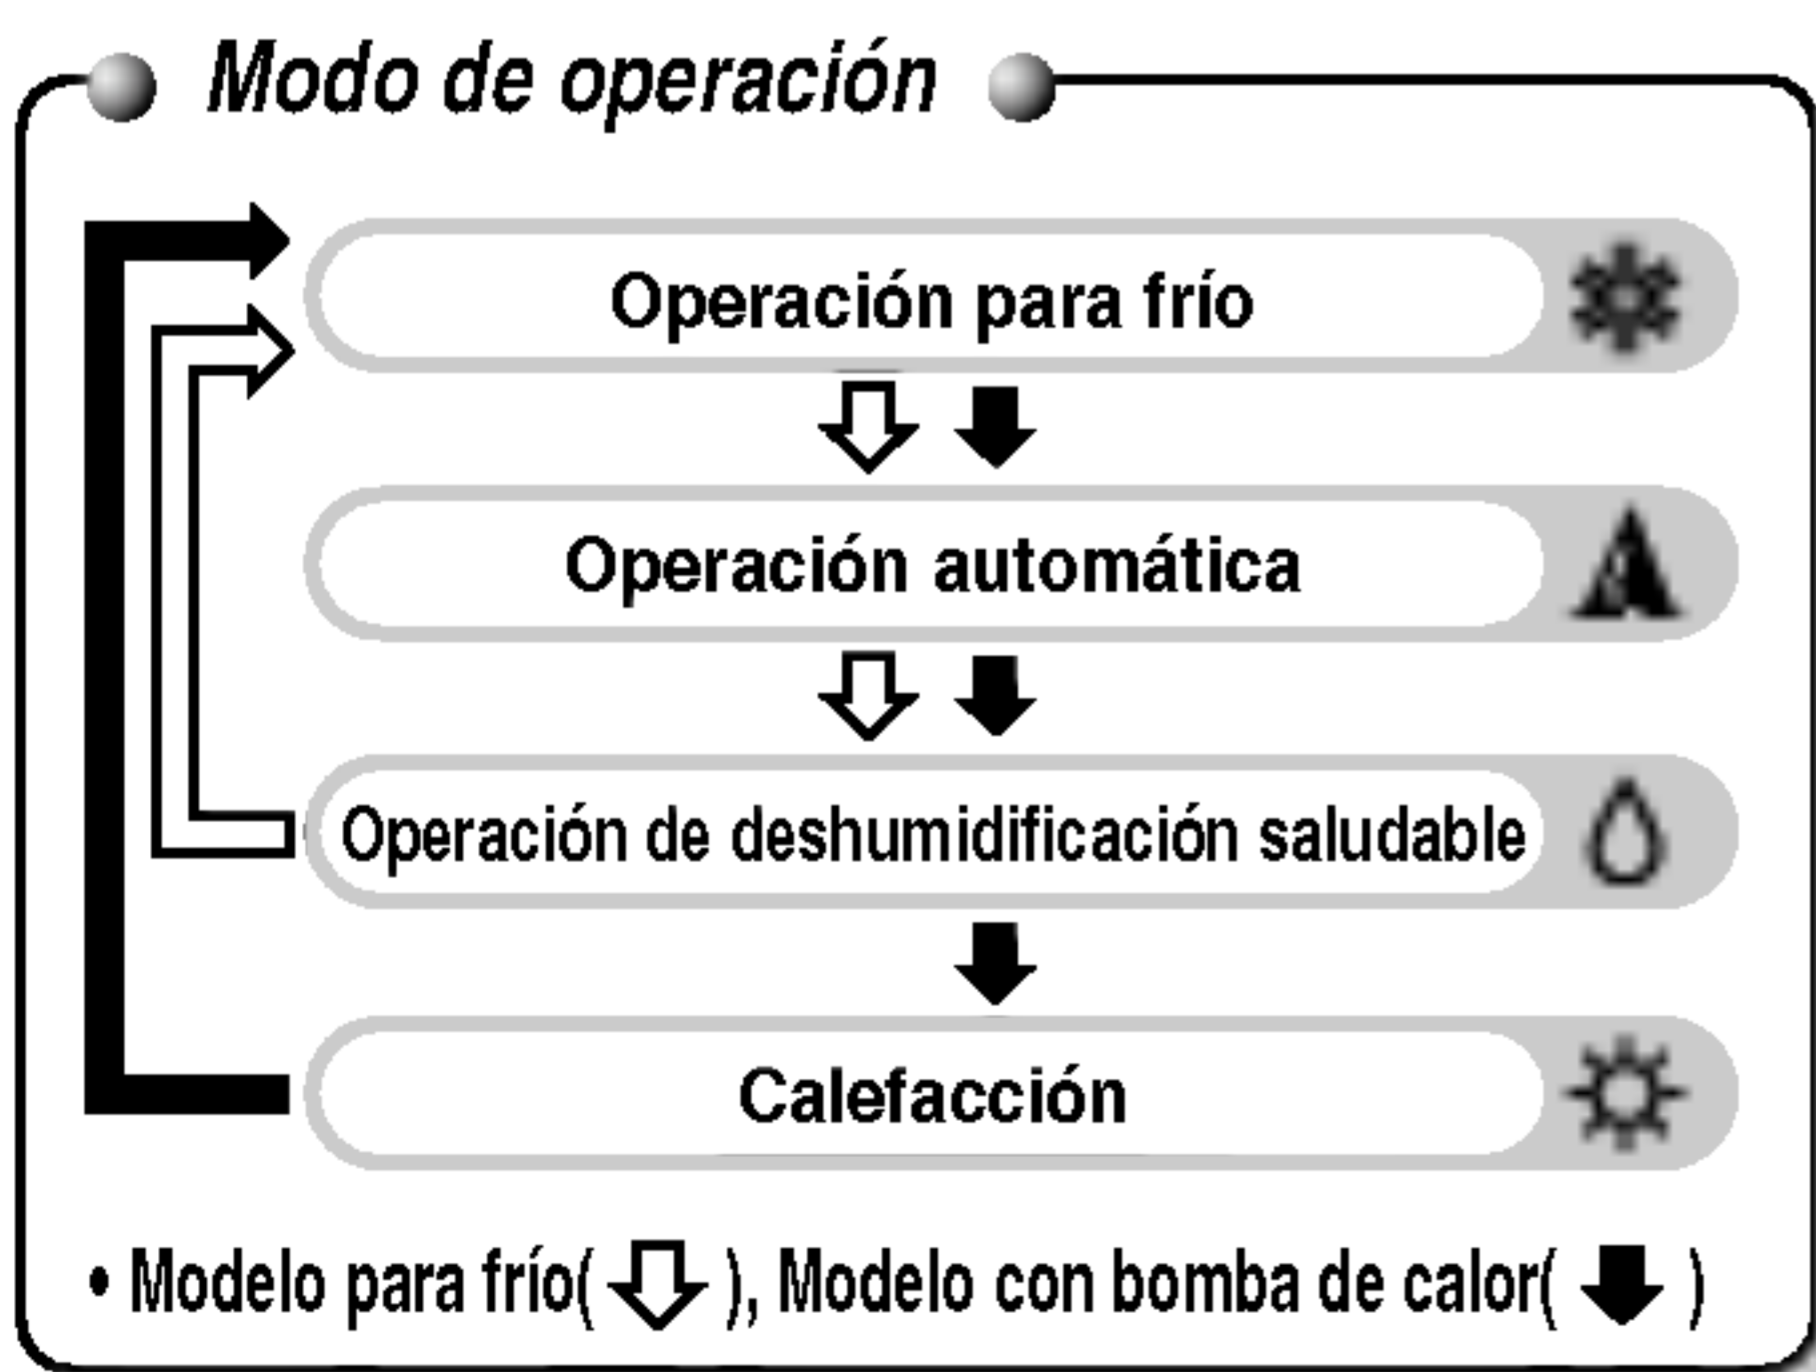 Modo de operación
Operación para frío
Operación automática
Operación de deshumidificación saludable
Calefacción
• Modelo para frío( ), Modelo con bomba de calor( )